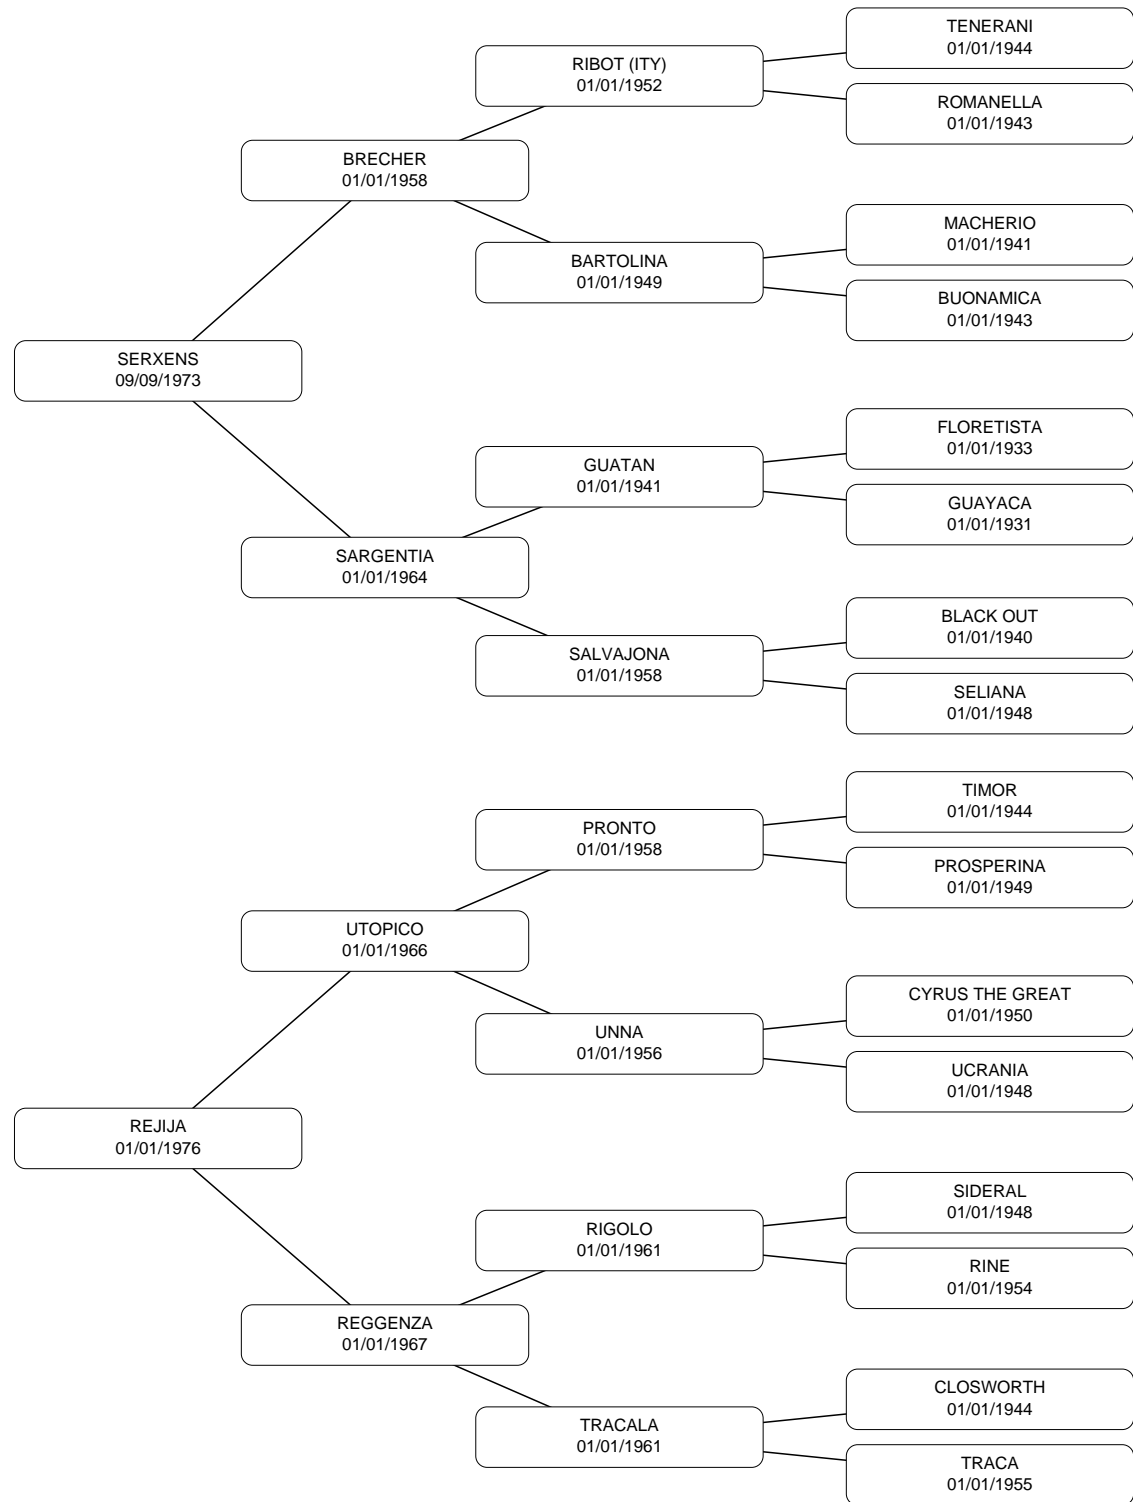 TENERANI
01/01/1944
RIBOT (ITY)
01/01/1952
ROMANELLA
01/01/1943
BRECHER
01/01/1958
MACHERIO
01/01/1941
BARTOLINA
01/01/1949
BUONAMICA
01/01/1943
SERXENS
09/09/1973
FLORETISTA
01/01/1933
GUATAN
01/01/1941
GUAYACA
01/01/1931
SARGENTIA
01/01/1964
BLACK OUT
01/01/1940
SALVAJONA
01/01/1958
SELIANA
01/01/1948
TIMOR
01/01/1944
PRONTO
01/01/1958
PROSPERINA
01/01/1949
UTOPICO
01/01/1966
CYRUS THE GREAT
01/01/1950
UNNA
01/01/1956
UCRANIA
01/01/1948
REJIJA
01/01/1976
SIDERAL
01/01/1948
RIGOLO
01/01/1961
RINE
01/01/1954
REGGENZA
01/01/1967
CLOSWORTH
01/01/1944
TRACALA
01/01/1961
TRACA
01/01/1955